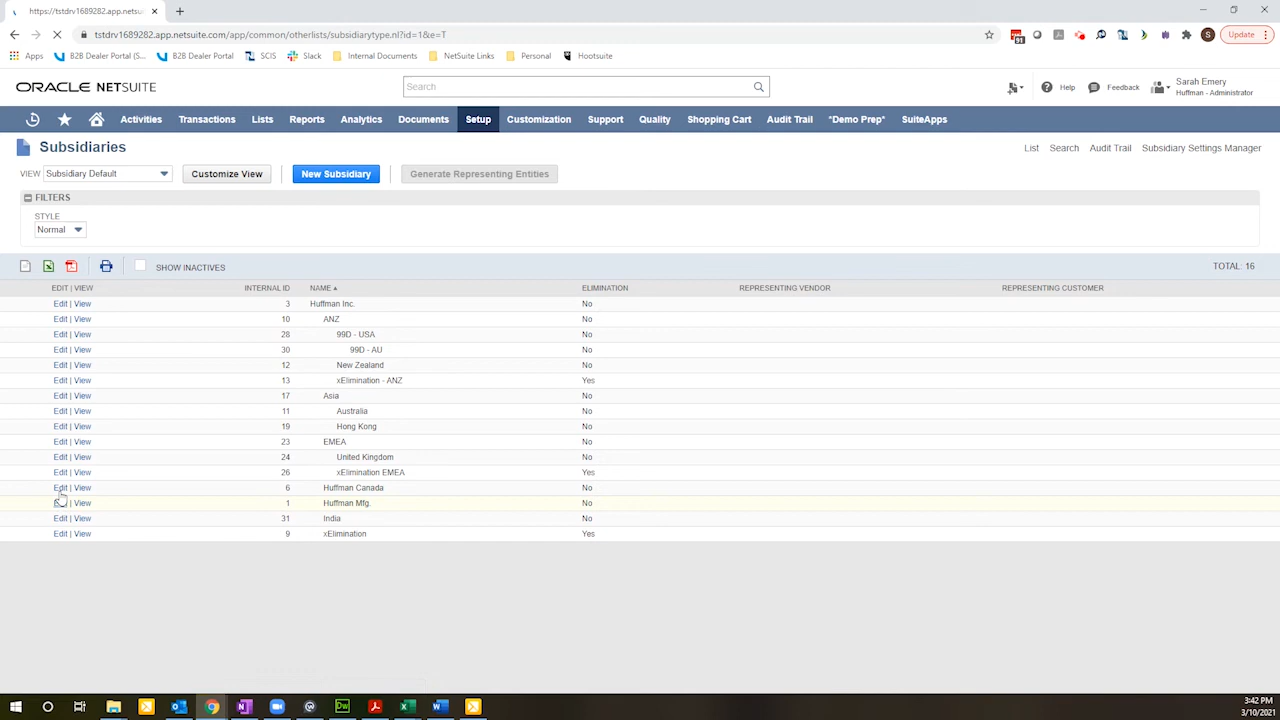 https://tstdrv1689282.app.netsui
tstdrv1689282.app.netsuite.com/app/common/otherlists/subsidiarytype.nl?id=1&e=T
91
S
Update
Apps
B2B Dealer Portal (S...
B2B Dealer Portal
SCIS
Slack
Internal Documents
NetSuite Links
Personal
Hootsuite
ORACLE NETSUITE
Search
Help
Feedback
Sarah Emery
Huffman - Administrator
Activities Transactions Lists Reports Analytics Documents Setup Customization Support Quality Shopping Cart Audit Trail *Demo Prep* SuiteApps
Subsidiaries
List Search Audit Trail Subsidiary Settings Manager
VIEW Subsidiary Default Customize View New Subsidiary Generate Representing Entities
FILTERS
STYLE
Normal
SHOW INACTIVES
TOTAL: 16
EDIT | VIEW INTERNAL ID NAME ELIMINATION REPRESENTING VENDOR REPRESENTING CUSTOMER
Edit | View 3 Huffman Inc. No
Edit | View 10 ANZ No
Edit | View 28 99D - USA No
Edit | View 30 99D - AU No
Edit | View 12 New Zealand No
Edit | View 13 xElimination - ANZ Yes
Edit | View 17 Asia No
Edit | View 11 Australia No
Edit | View 19 Hong Kong No
Edit | View 23 EMEA No
Edit | View 24 United Kingdom No
Edit | View 26 xElimination EMEA Yes
Edit | View 6 Huffman Canada No
| View 1 Huffman Mfg. No
Edit | View 31 India No
Edit | View 9 xElimination Yes
3:42 PM
3/10/2021